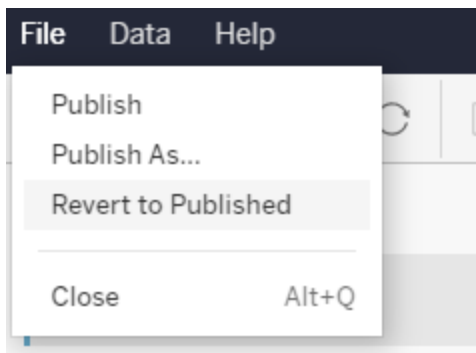 File Data Help
Publish
Publish As...
Revert to Published
Close Alt+Q